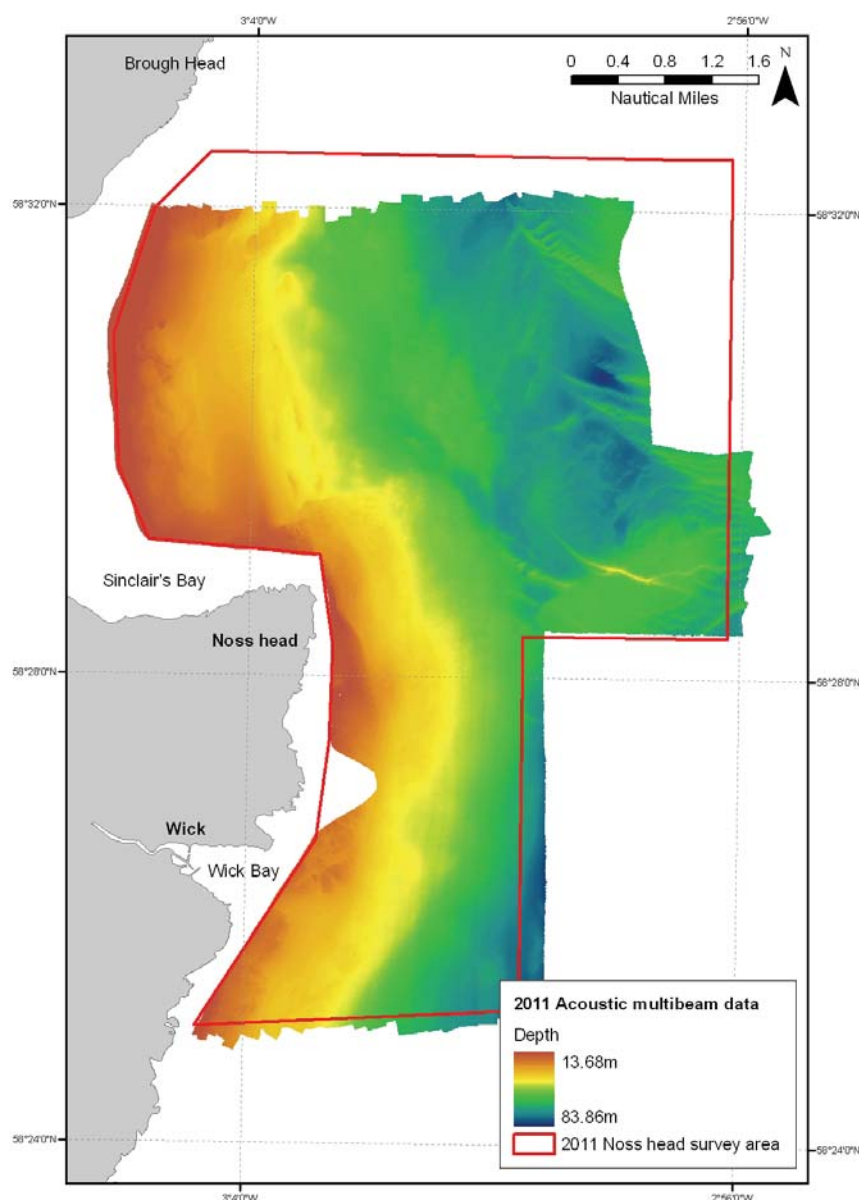 3°4'0"W
2°56'0"W
Brough Head
0 0.4 0.8 1.2 1.6
N
Nautical Miles
58°32'0"N
58°32'0"N
Sinclair's Bay
Noss head
58°28'0"N
58°28'0"N
Wick
Wick Bay
2011 Acoustic multibeam data
Depth
13.68m
83.86m
2011 Noss head survey area
58°24'0"N
58°24'0"N
3°4'0"W
2°56'0"W